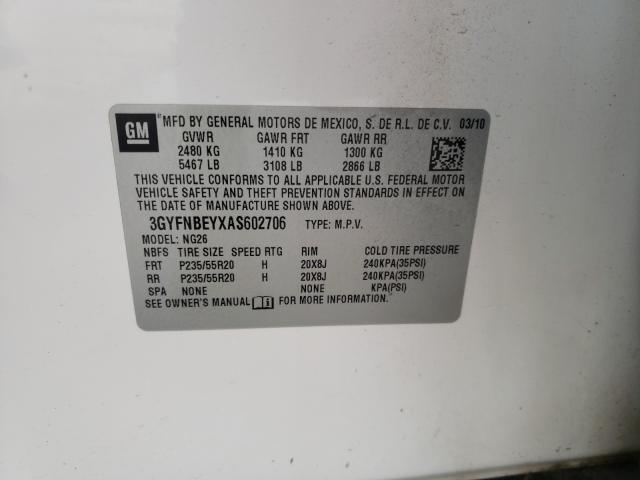 GM
MFD BY GENERAL MOTORS DE MEXICO, S. DE R.L. DE C.V. 03/10
GVWR GAWR FRT GAWR RR
2480 KG 1410 KG 1300 KG
5467 LB 3108 LB 2866 LB
THIS VEHICLE CONFORMS TO ALL APPLICABLE U.S. FEDERAL MOTOR
VEHICLE SAFETY AND THEFT PREVENTION STANDARDS IN EFFECT ON
THE DATE OF MANUFACTURE SHOWN ABOVE.
3GYFNBEYXAS602706 TYPE: M.P.V.
MODEL: NG26
NBFS TIRE SIZE SPEED RTG RIM COLD TIRE PRESSURE
FRT P235/55R20 H 20X8J 240KPA(35PSI)
RR P235/55R20 H 20X8J 240KPA(35PSI)
SPA NONE NONE KPA(PSI)
SEE OWNER'S MANUAL FOR MORE INFORMATION.